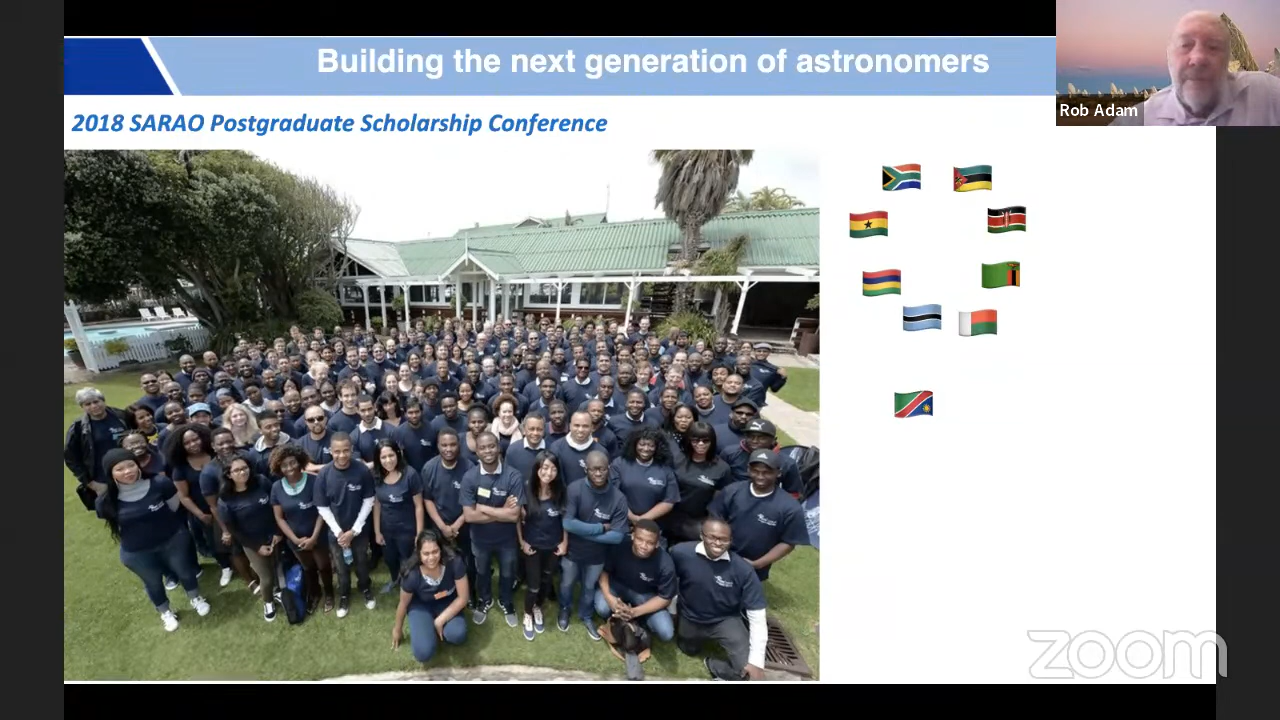 Building the next generation of astronomers
Rob Adam
2018 SARAO Postgraduate Scholarship Conference
zoom